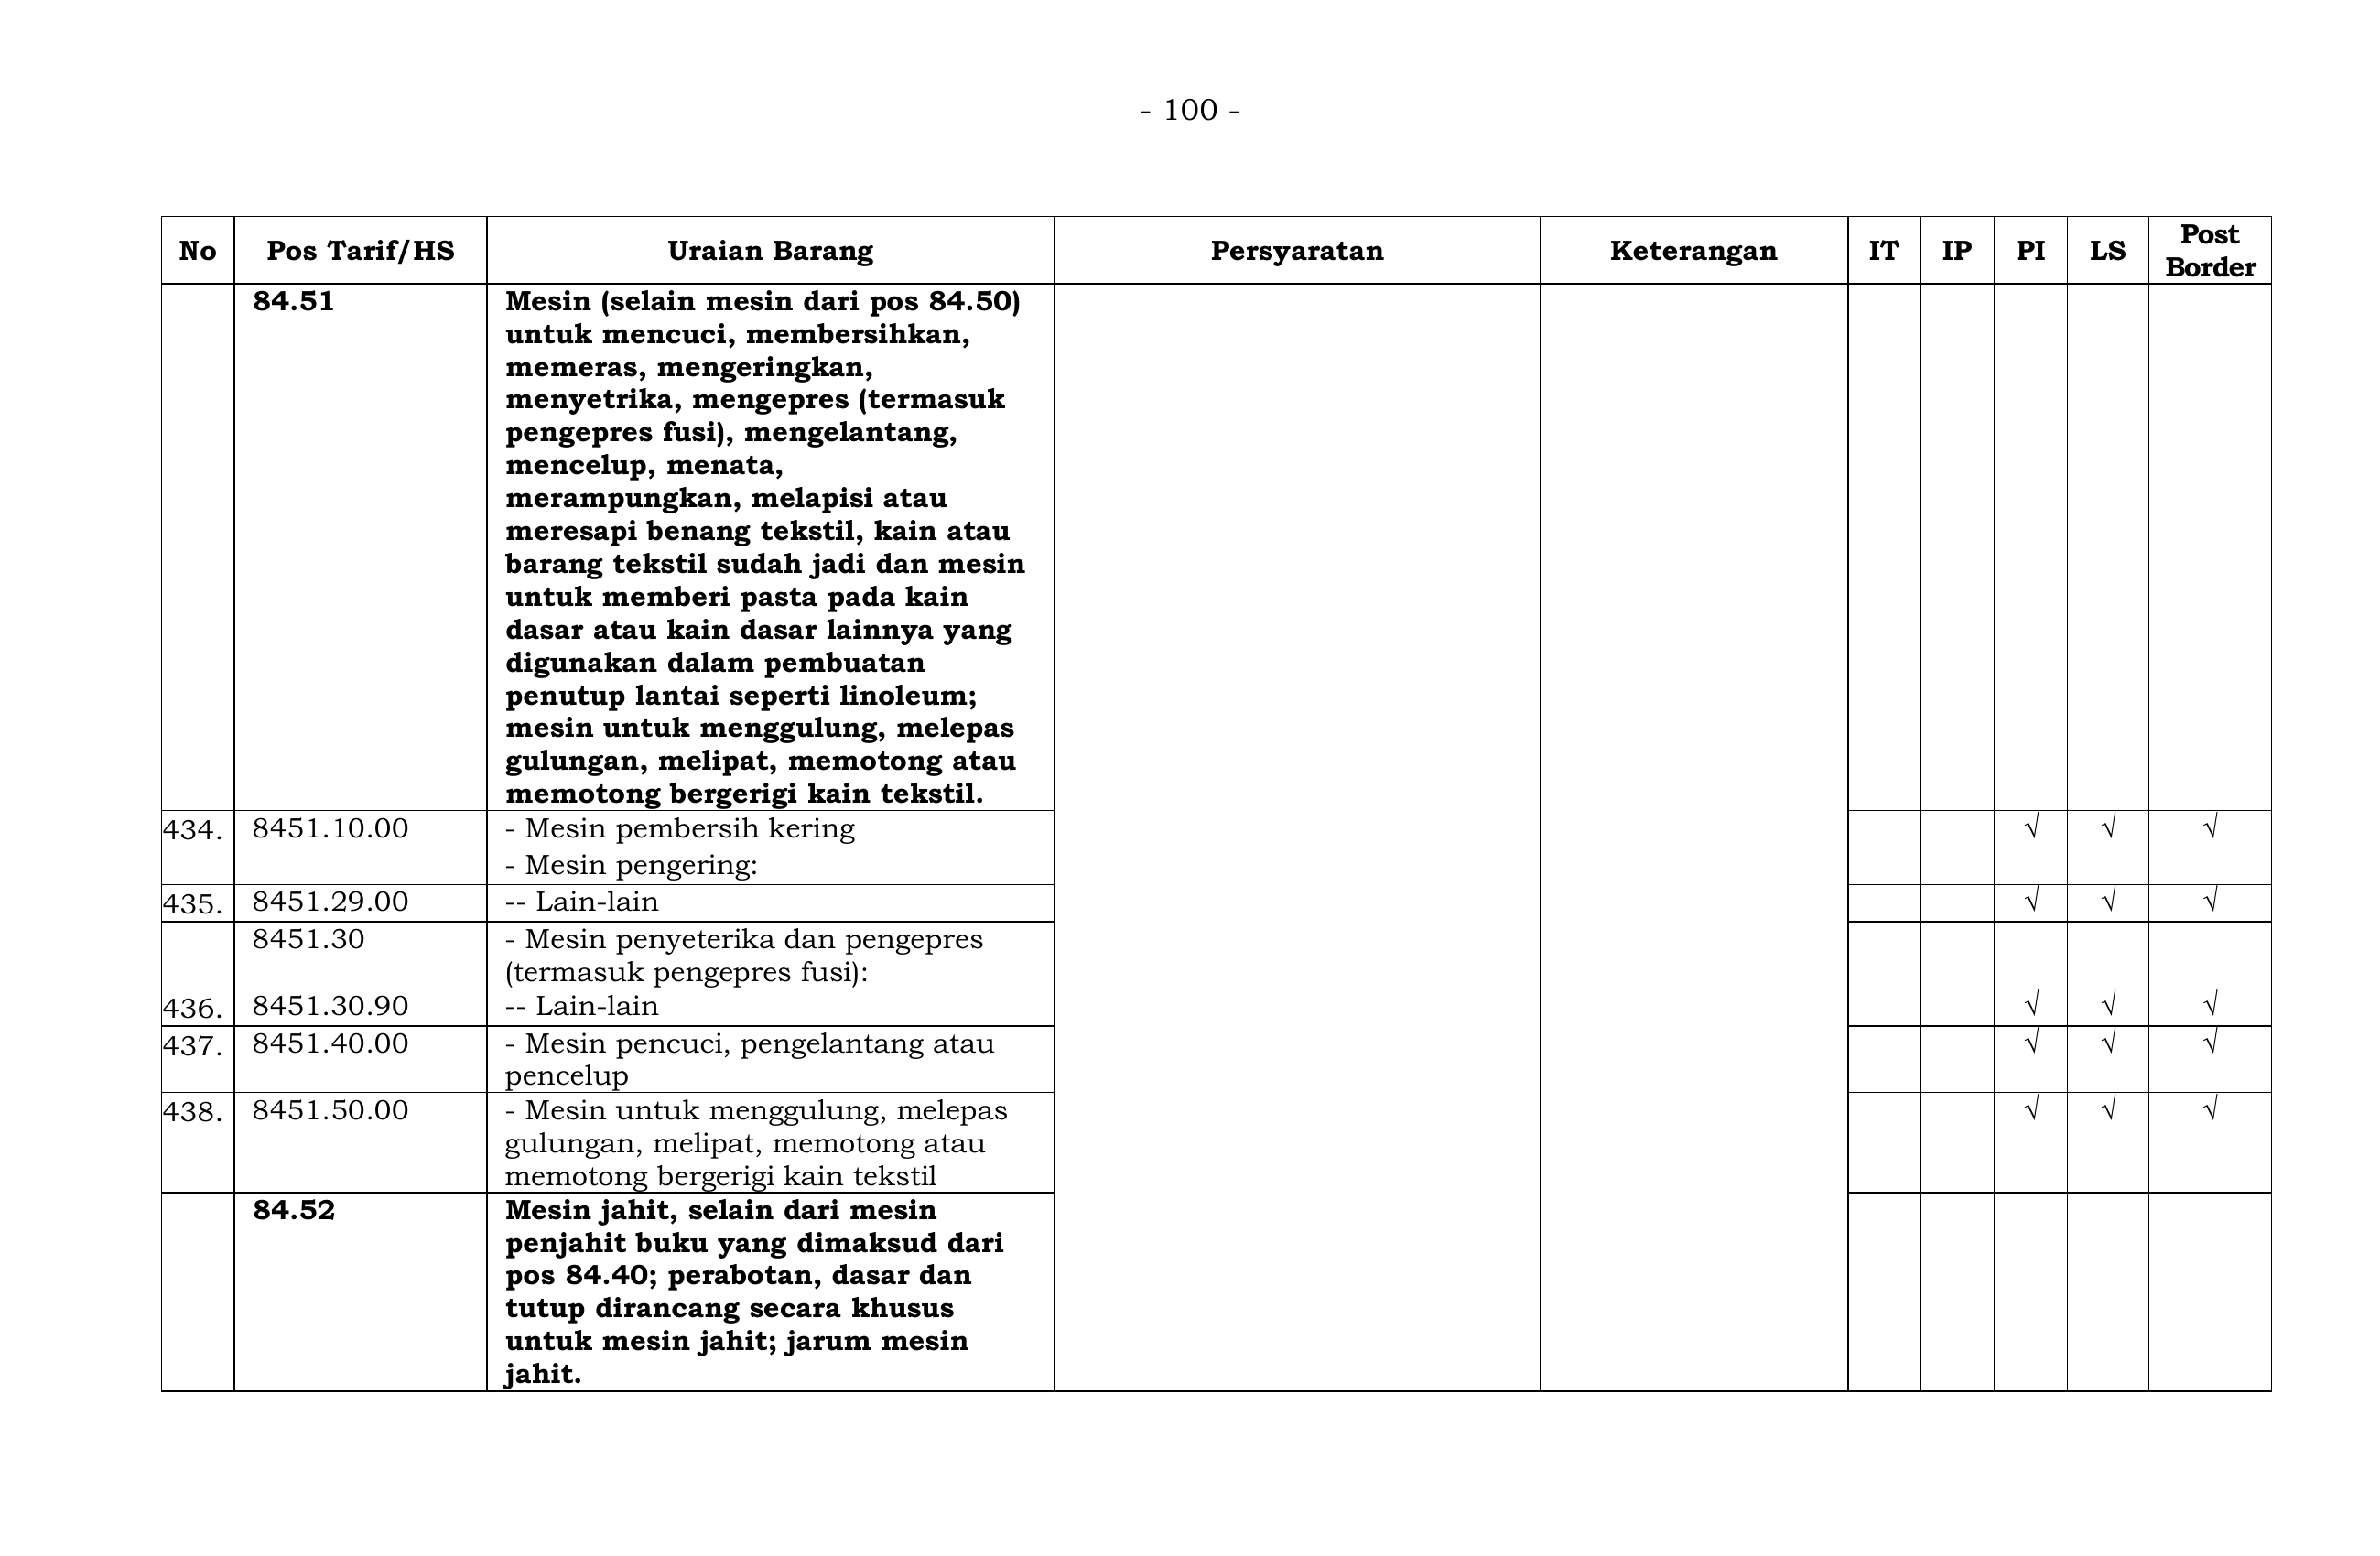 - 100 -
No Pos Tarif/HS Uraian Barang Persyaratan Keterangan IT IP PI LS Post
Border
84.51 Mesin (selain mesin dari pos 84.50)
untuk mencuci, membersihkan,
memeras, mengeringkan,
menyetrika, mengepres (termasuk
pengepres fusi), mengelantang,
mencelup, menata,
merampungkan, melapisi atau
meresapi benang tekstil, kain atau
barang tekstil sudah jadi dan mesin
untuk memberi pasta pada kain
dasar atau kain dasar lainnya yang
digunakan dalam pembuatan
penutup lantai seperti linoleum;
mesin untuk menggulung, melepas
gulungan, melipat, memotong atau
memotong bergerigi kain tekstil.
434. 8451.10.00 - Mesin pembersih kering √ √ √
- Mesin pengering:
435. 8451.29.00 -- Lain-lain √ √ √
8451.30 - Mesin penyeterika dan pengepres
(termasuk pengepres fusi):
436. 8451.30.90 -- Lain-lain √ √ √
437. 8451.40.00 - Mesin pencuci, pengelantang atau √ √ √
pencelup
438. 8451.50.00 - Mesin untuk menggulung, melepas √ √ √
gulungan, melipat, memotong atau
memotong bergerigi kain tekstil
84.52 Mesin jahit, selain dari mesin
penjahit buku yang dimaksud dari
pos 84.40; perabotan, dasar dan
tutup dirancang secara khusus
untuk mesin jahit; jarum mesin
jahit.